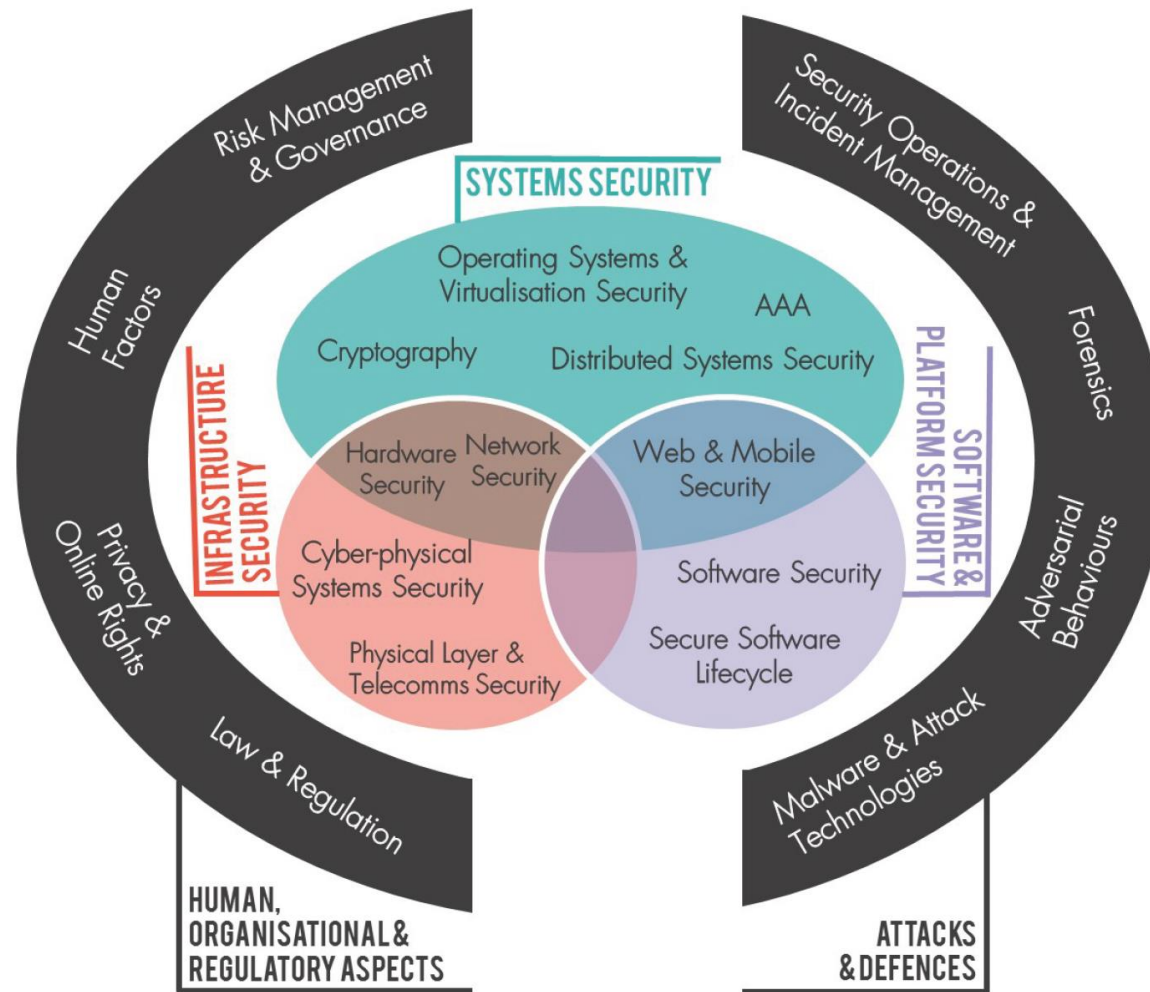 Risk Management
& Governance
Human
Factors
Privacy &
Online Rights
Law & Regulation
HUMAN,
ORGANISATIONAL &
REGULATORY ASPECTS
SYSTEMS SECURITY
Operating Systems &
Virtualisation Security
AAA
Cryptography
Distributed Systems Security
INFRASTRUCTURE
SECURITY
Hardware
Security
Network
Security
Cyber-physical
Systems Security
Physical Layer &
Telecomms Security
Web & Mobile
Security
Software Security
Secure Software
Lifecycle
SOFTWARE &
PLATFORM SECURITY
Security Operations &
Incident Management
Forensics
Adversarial
Behaviours
Malware & Attack
Technologies
ATTACKS
& DEFENCES